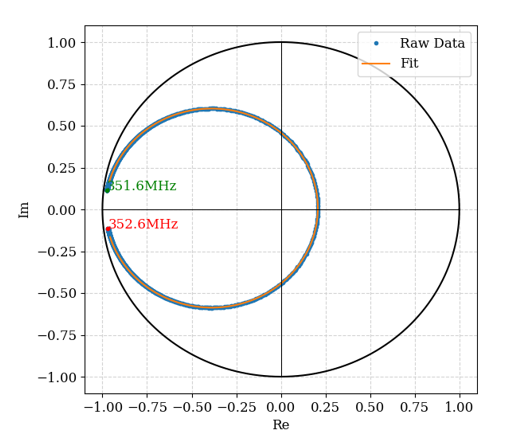 1.00
0.75
0.50
0.25
0.00
−0.25
−0.50
−0.75
−1.00
Im
Raw Data
Fit
351.6MHz
352.6MHz
−1.00 −0.75 −0.50 −0.25 0.00 0.25 0.50 0.75 1.00
Re